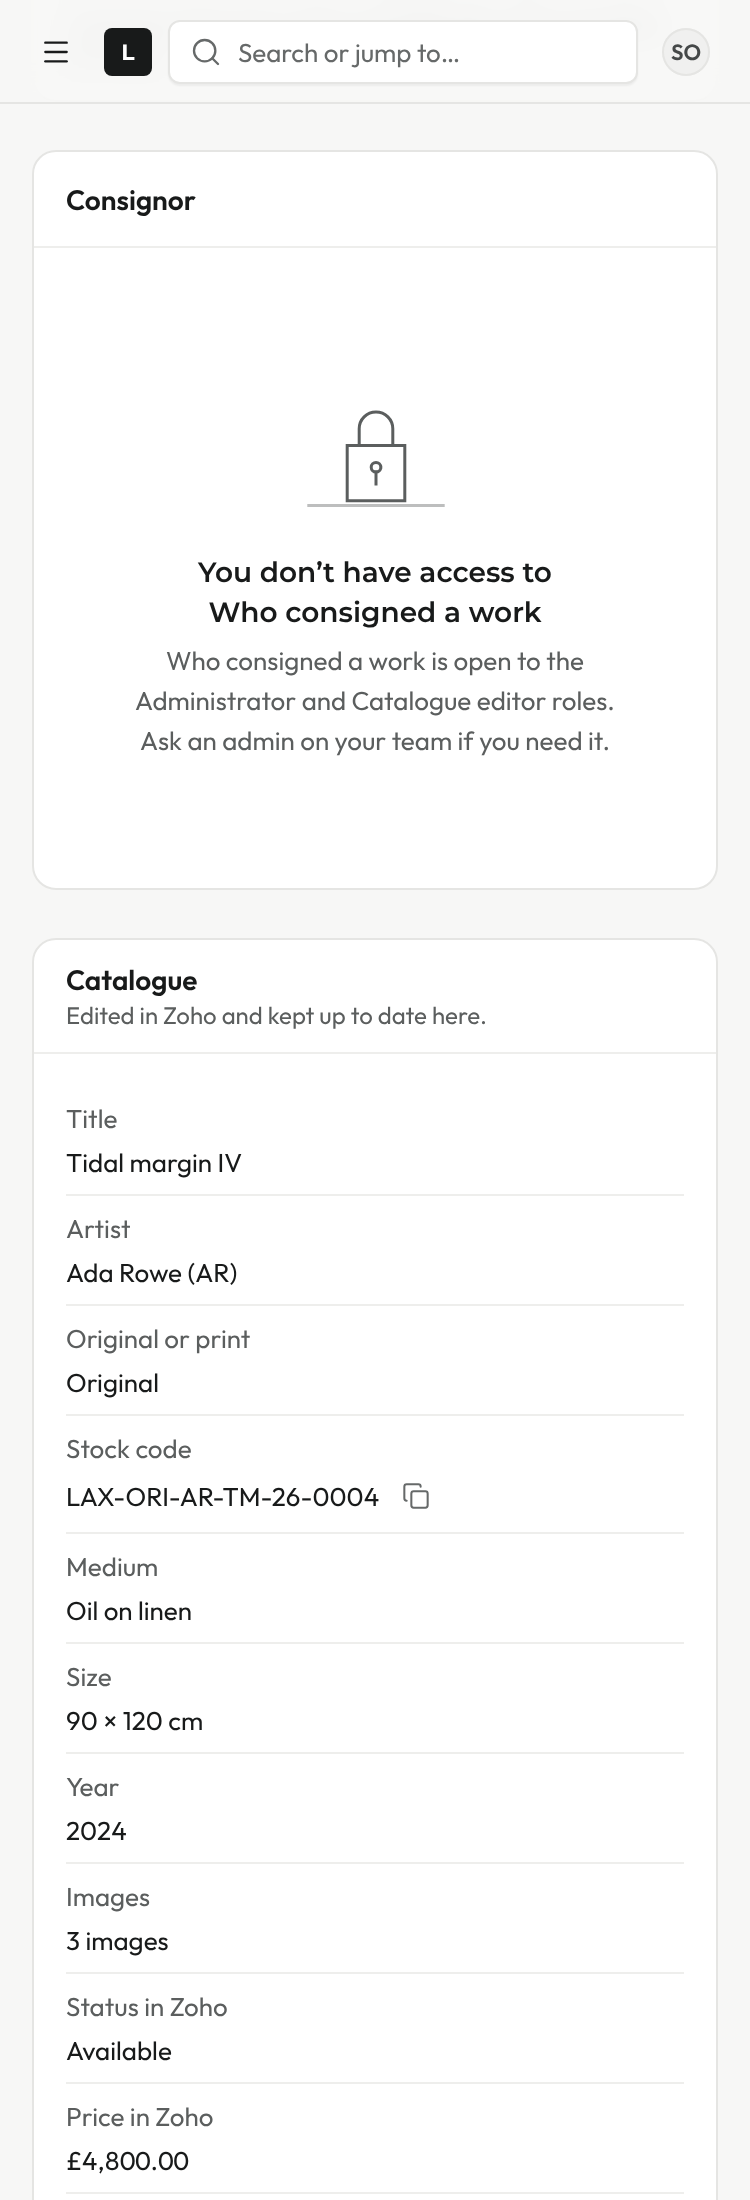 L
Search or jump to...
SO
Consignor
You don't have access to
Who consigned a work
Who consigned a work is open to the
Administrator and Catalogue editor roles.
Ask an admin on your team if you need it.
Catalogue
Edited in Zoho and kept up to date here.
Title
Tidal margin IV
Artist
Ada Rowe (AR)
Original or print
Original
Stock code
LAX-ORI-AR-TM-26-0004
Medium
Oil on linen
Size
90 × 120 cm
Year
2024
Images
3 images
Status in Zoho
Available
Price in Zoho
£4,800.00